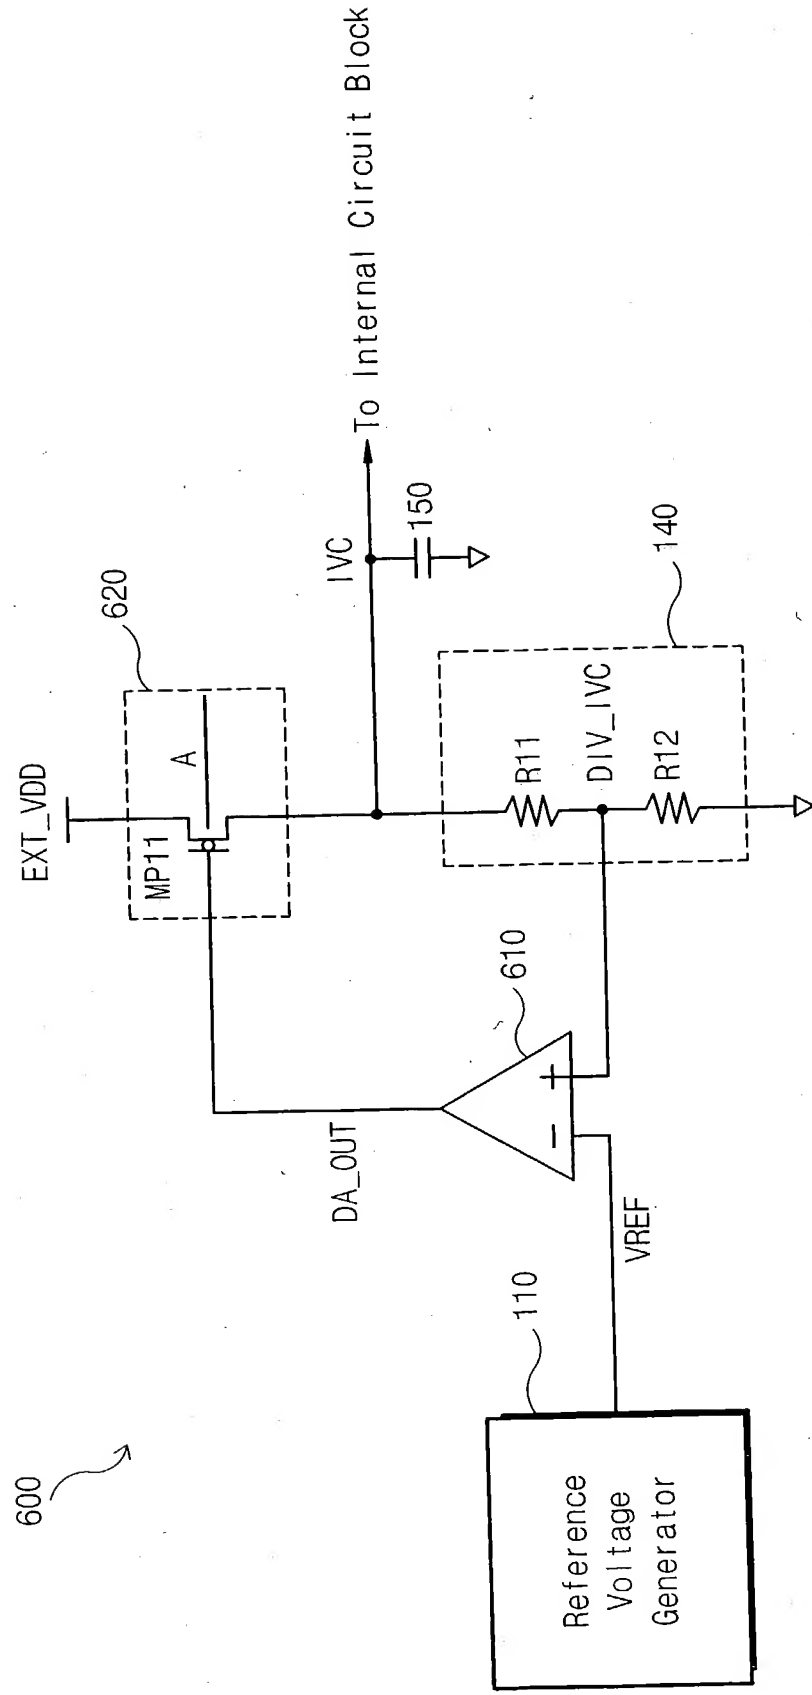 600
EXT_VDD
620
MP11
A
IVC
To Internal Circuit Block
150
DA_OUT
610
−
+
R11
DIV_IVC
R12
140
110
VREF
Reference
Voltage
Generator